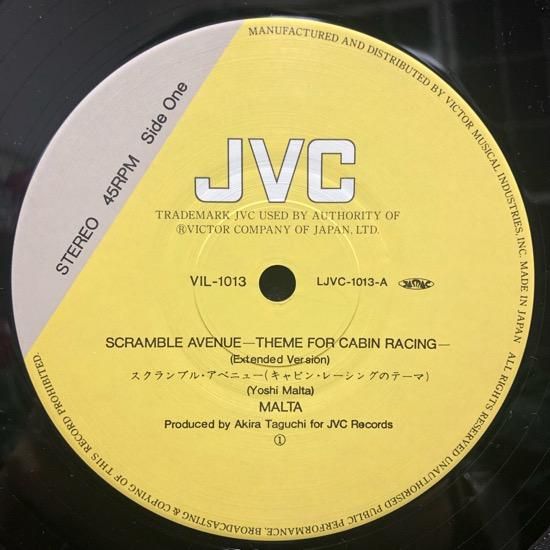 MANUFACTURED AND DISTRIBUTED BY VICTOR MUSICAL INDUSTRIES, INC. MADE IN JAPAN ALL RIGHTS RESERVED UNAUTHORISED PUBLIC PERFORMANCE, BROADCASTING & COPYING OF THIS RECORD PROHIBITED.
STEREO 45RPM Side One
JVC
TRADEMARK JVC USED BY AUTHORITY OF
®VICTOR COMPANY OF JAPAN, LTD.
VIL-1013 LJVC-1013-A JASRAC
SCRAMBLE AVENUE—THEME FOR CABIN RACING—
(Extended Version)
スクランブル・アベニュー(キャビン・レーシングのテーマ)
(Yoshi Malta)
MALTA
Produced by Akira Taguchi for JVC Records
①